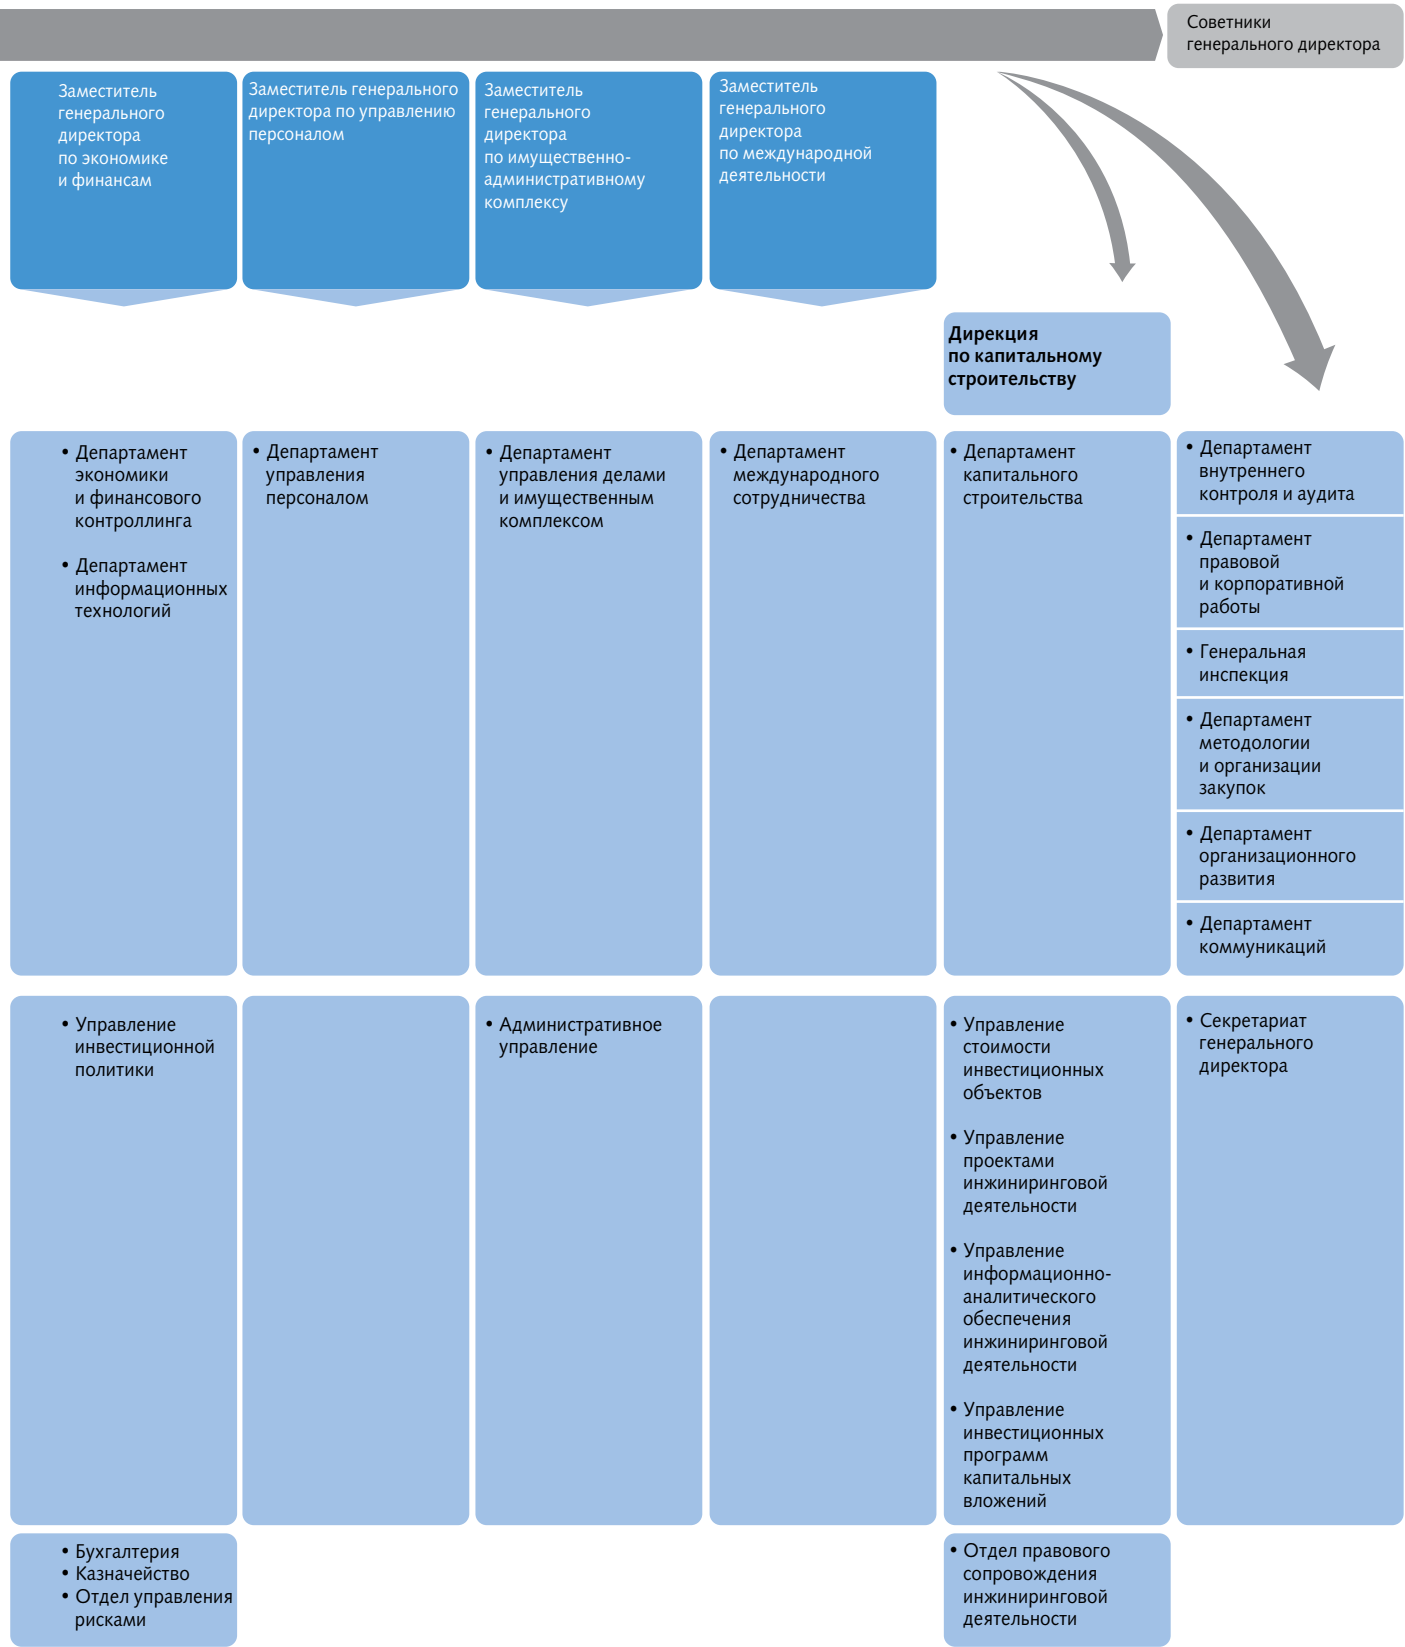 Советники
генерального директора
Заместитель
генерального
директора
по экономике
и финансам
Заместитель генерального
директора по управлению
персоналом
Заместитель
генерального
директора
по имущественно-
административному
комплексу
Заместитель
генерального
директора
по международной
деятельности
Дирекция
по капитальному
строительству
• Департамент
экономики
и финансового
контроллинга
• Департамент
информационных
технологий
• Департамент
управления
персоналом
• Департамент
управления делами
и имущественным
комплексом
• Департамент
международного
сотрудничества
• Департамент
капитального
строительства
• Департамент
внутреннего
контроля и аудита
• Департамент
правовой
и корпоративной
работы
• Генеральная
инспекция
• Департамент
методологии
и организации
закупок
• Департамент
организационного
развития
• Департамент
коммуникаций
• Управление
инвестиционной
политики
• Административное
управление
• Управление
стоимости
инвестиционных
объектов
• Управление
проектами
инжиниринговой
деятельности
• Управление
информационно-
аналитического
обеспечения
инжиниринговой
деятельности
• Управление
инвестиционных
программ
капитальных
вложений
• Секретариат
генерального
директора
• Бухгалтерия
• Казначейство
• Отдел управления
рисками
• Отдел правового
сопровождения
инжиниринговой
деятельности